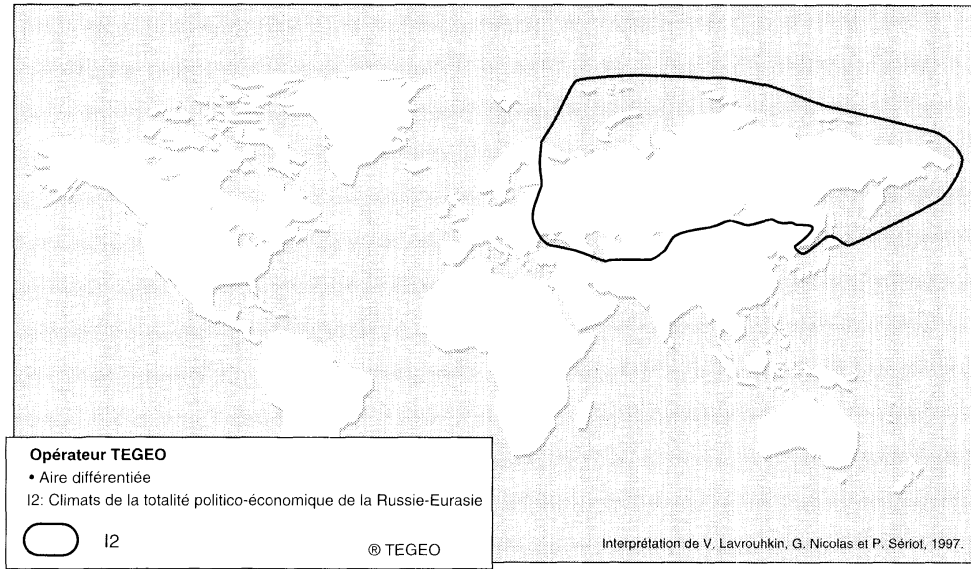 Opérateur TEGEO
• Aire différentiée
I2: Climats de la totalité politico-économique de la Russie-Eurasie
I2
® TEGEO
Interprétation de V. Lavrouhkin, G. Nicolas et P. Sériot, 1997.